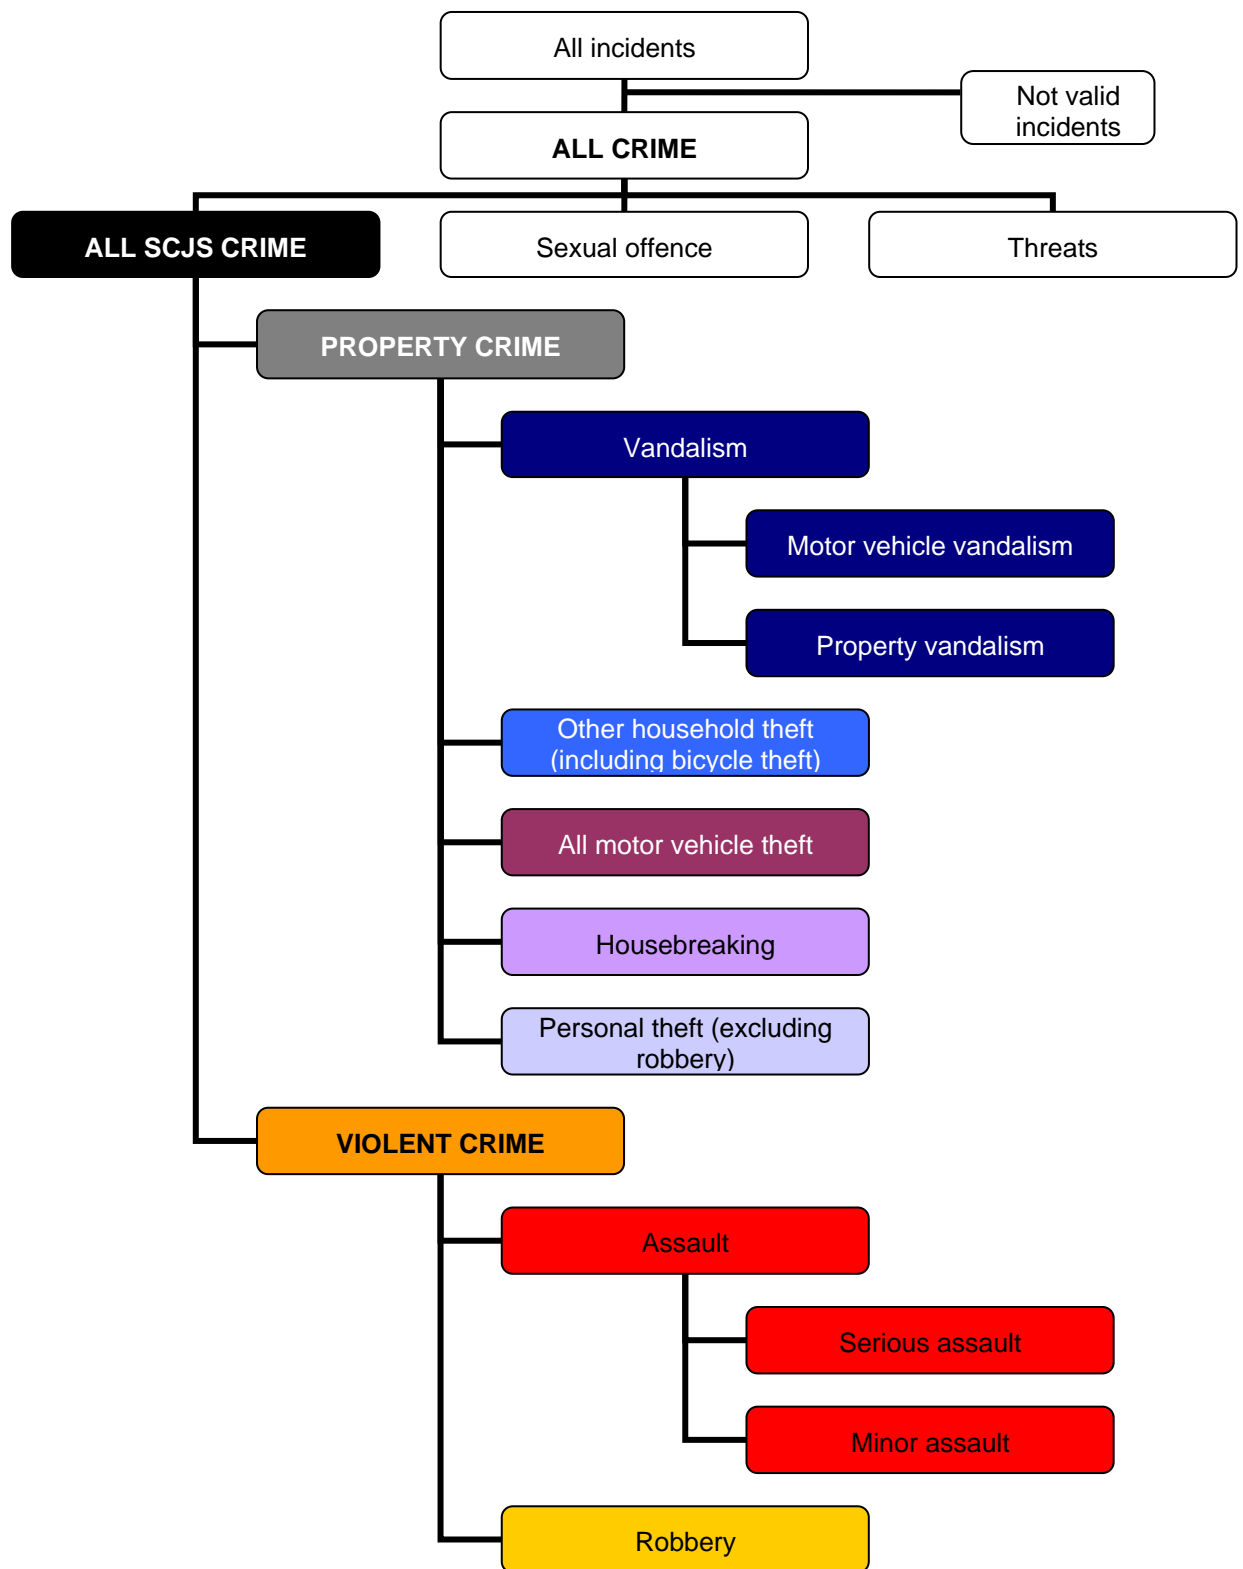 All incidents
Not valid
incidents
ALL CRIME
ALL SCJS CRIME
Sexual offence
Threats
PROPERTY CRIME
Vandalism
Motor vehicle vandalism
Property vandalism
Other household theft
(including bicycle theft)
All motor vehicle theft
Housebreaking
Personal theft (excluding
robbery)
VIOLENT CRIME
Assault
Serious assault
Minor assault
Robbery